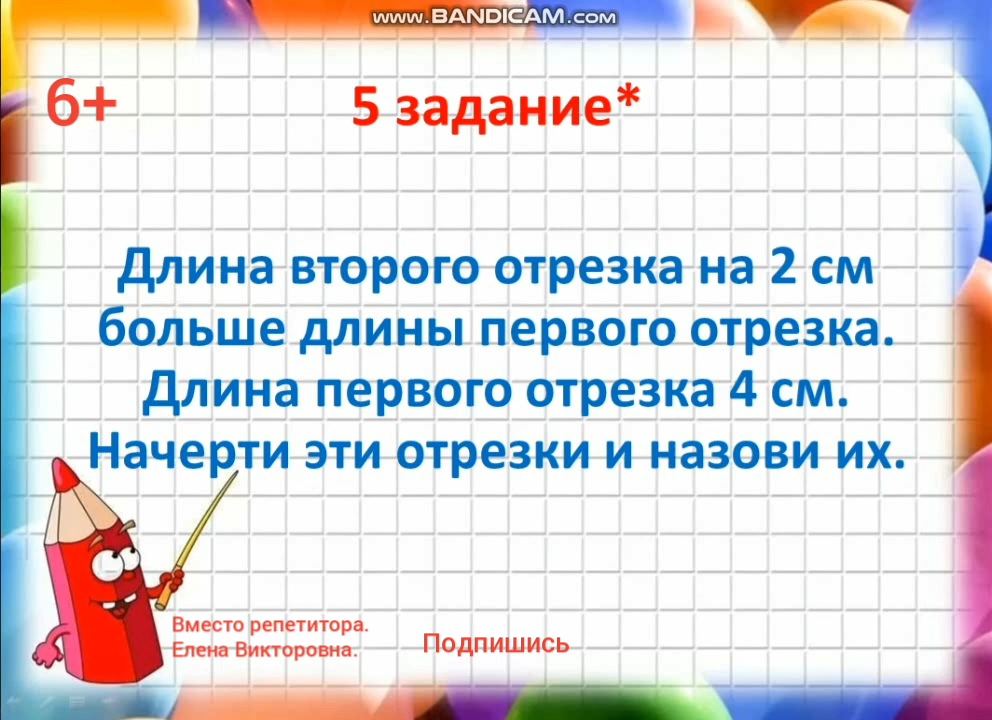 www.BANDICAM.com
6+
5 задание*
Длина второго отрезка на 2 см
больше длины первого отрезка.
Длина первого отрезка 4 см.
Начерти эти отрезки и назови их.
Вместо репетитора.
Елена Викторовна.
Подпишись